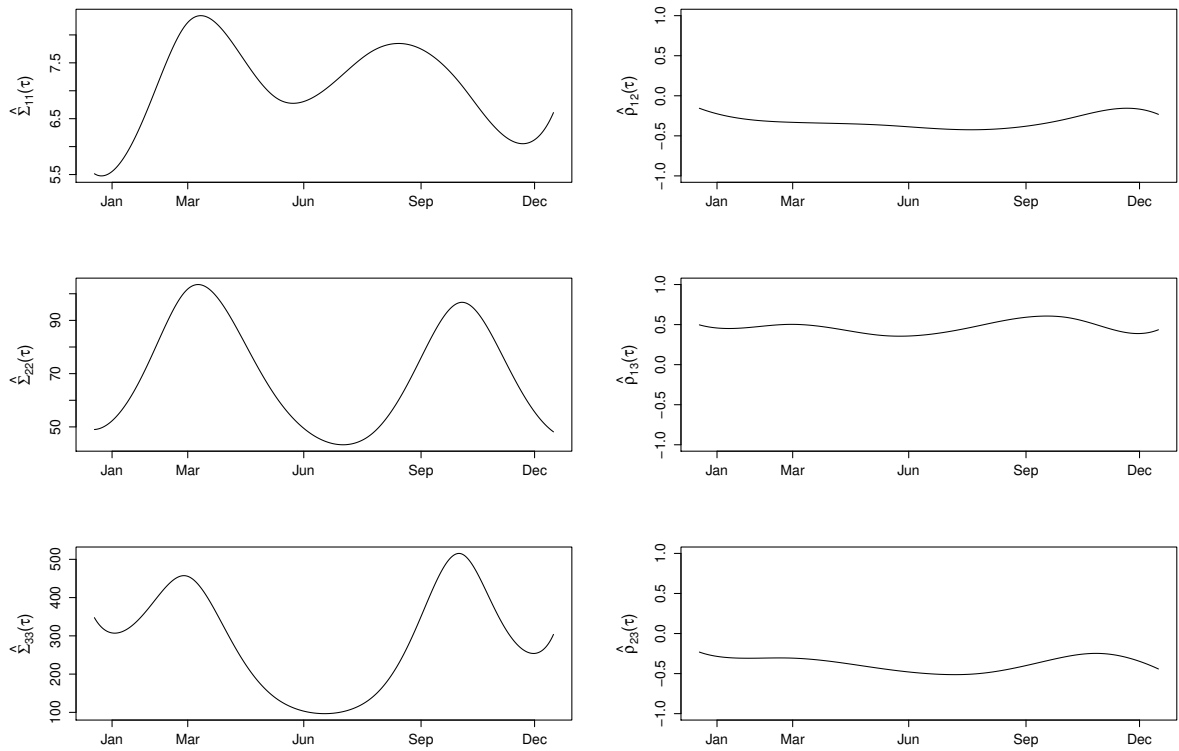 5.5 6.5 7.5
Σ̂11(τ)
Jan Mar Jun Sep Dec
−1.0 −0.5 0.0 0.5 1.0
ρ̂12(τ)
Jan Mar Jun Sep Dec
50 70 90
Σ̂22(τ)
Jan Mar Jun Sep Dec
−1.0 −0.5 0.0 0.5 1.0
ρ̂13(τ)
Jan Mar Jun Sep Dec
100 200 300 400 500
Σ̂33(τ)
Jan Mar Jun Sep Dec
−1.0 −0.5 0.0 0.5 1.0
ρ̂23(τ)
Jan Mar Jun Sep Dec